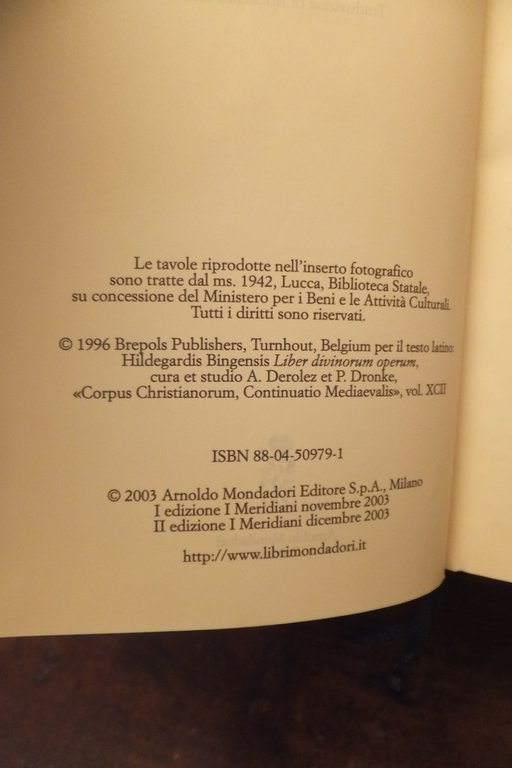 Le tavole riprodotte nell'inserto fotografico
sono tratte dal ms. 1942, Lucca, Biblioteca Statale,
su concessione del Ministero per i Beni e le Attività Culturali.
Tutti i diritti sono riservati.
© 1996 Brepols Publishers, Turnhout, Belgium per il testo latino:
Hildegardis Bingensis Liber divinorum operum,
cura et studio A. Derolez et P. Dronke,
«Corpus Christianorum, Continuatio Mediaevalis», vol. XCII
ISBN 88-04-50979-1
© 2003 Arnoldo Mondadori Editore S.p.A., Milano
I edizione I Meridiani novembre 2003
II edizione I Meridiani dicembre 2003
http://www.librimondadori.it